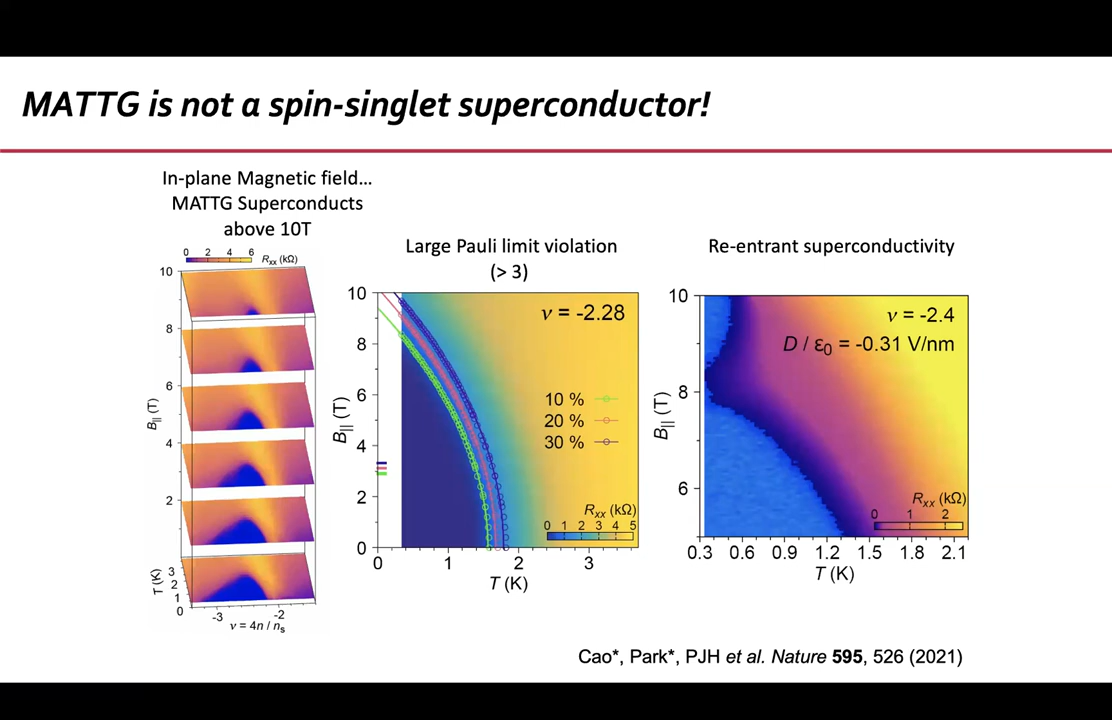 MATTG is not a spin-singlet superconductor!
In-plane Magnetic field...
MATTG Superconducts
above 10T
0 2 4 6 Rxx (kΩ)
10
8
6
4
2
B|| (T)
T (K)
3
2
1
0
-3 -2
ν = 4n / ns
Large Pauli limit violation
(> 3)
ν = -2.28
10 %
20 %
30 %
Rxx (kΩ)
0 1 2 3 4 5
10
8
6
4
2
0
B|| (T)
0 1 2 3
T (K)
Re-entrant superconductivity
ν = -2.4
D / ε0 = -0.31 V/nm
Rxx (kΩ)
0 1 2
10
8
6
B|| (T)
0.3 0.6 0.9 1.2 1.5 1.8 2.1
T (K)
Cao*, Park*, PJH et al. Nature 595, 526 (2021)